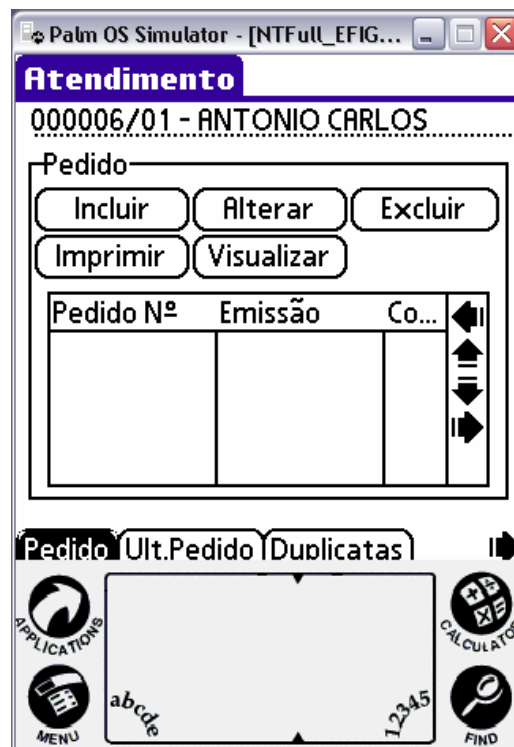 Palm OS Simulator - [NTFull_EFIG...
Atendimento
000006/01 - ANTONIO CARLOS
Pedido
Incluir Alterar Excluir
Imprimir Visualizar
Pedido Nº Emissão Co...
Pedido Ult.Pedido Duplicatas
APPLICATIONS CALCULATO
abcde 12345
MENU FIND